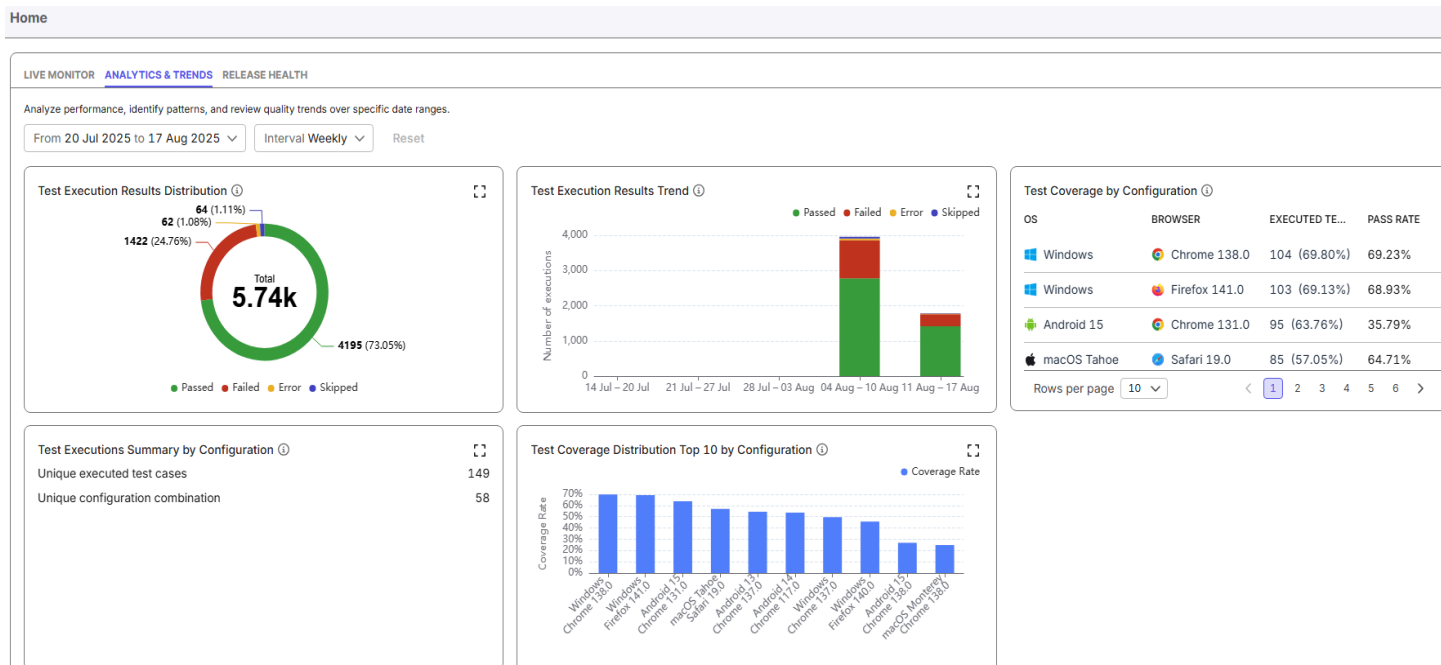 Home
LIVE MONITOR ANALYTICS & TRENDS RELEASE HEALTH
Analyze performance, identify patterns, and review quality trends over specific date ranges.
From 20 Jul 2025 to 17 Aug 2025 Interval Weekly Reset
Test Execution Results Distribution
64 (1.11%)
62 (1.08%)
1422 (24.76%)
Total
5.74k
4195 (73.05%)
Passed Failed Error Skipped
Test Execution Results Trend
Passed Failed Error Skipped
Number of executions
4,000
3,000
2,000
1,000
0
14 Jul – 20 Jul 21 Jul – 27 Jul 28 Jul – 03 Aug 04 Aug – 10 Aug 11 Aug – 17 Aug
Test Coverage by Configuration
OS BROWSER EXECUTED TE... PASS RATE
Windows Chrome 138.0 104 (69.80%) 69.23%
Windows Firefox 141.0 103 (69.13%) 68.93%
Android 15 Chrome 131.0 95 (63.76%) 35.79%
macOS Tahoe Safari 19.0 85 (57.05%) 64.71%
Rows per page 10 1 2 3 4 5 6
Test Executions Summary by Configuration
Unique executed test cases 149
Unique configuration combination 58
Test Coverage Distribution Top 10 by Configuration
Coverage Rate
Coverage Rate
70%
60%
50%
40%
30%
20%
10%
0%
Windows
Chrome 138.0
Windows
Firefox 141.0
Android 15
Chrome 131.0
macOS Tahoe
Safari 19.0
Android 13
Chrome 137.0
Android 14
Chrome 117.0
Windows
Chrome 137.0
Windows
Firefox 140.0
Android 15
Chrome 138.0
macOS Monterey
Chrome 138.0